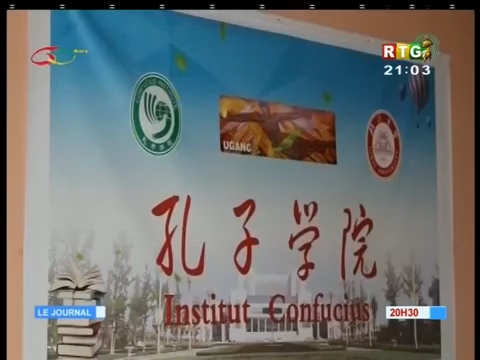 RTG
21:03
UGANC
孔子学院
Institut Confucius
LE JOURNAL
20H30